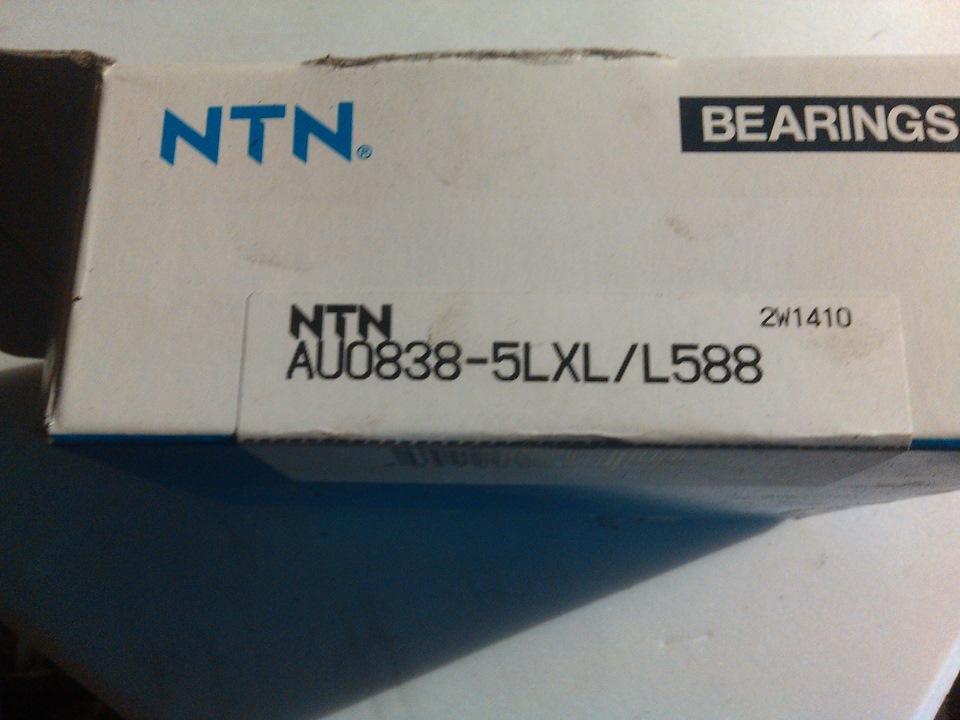 NTN®
BEARINGS
NTN
2W1410
AU0838-5LXL/L588